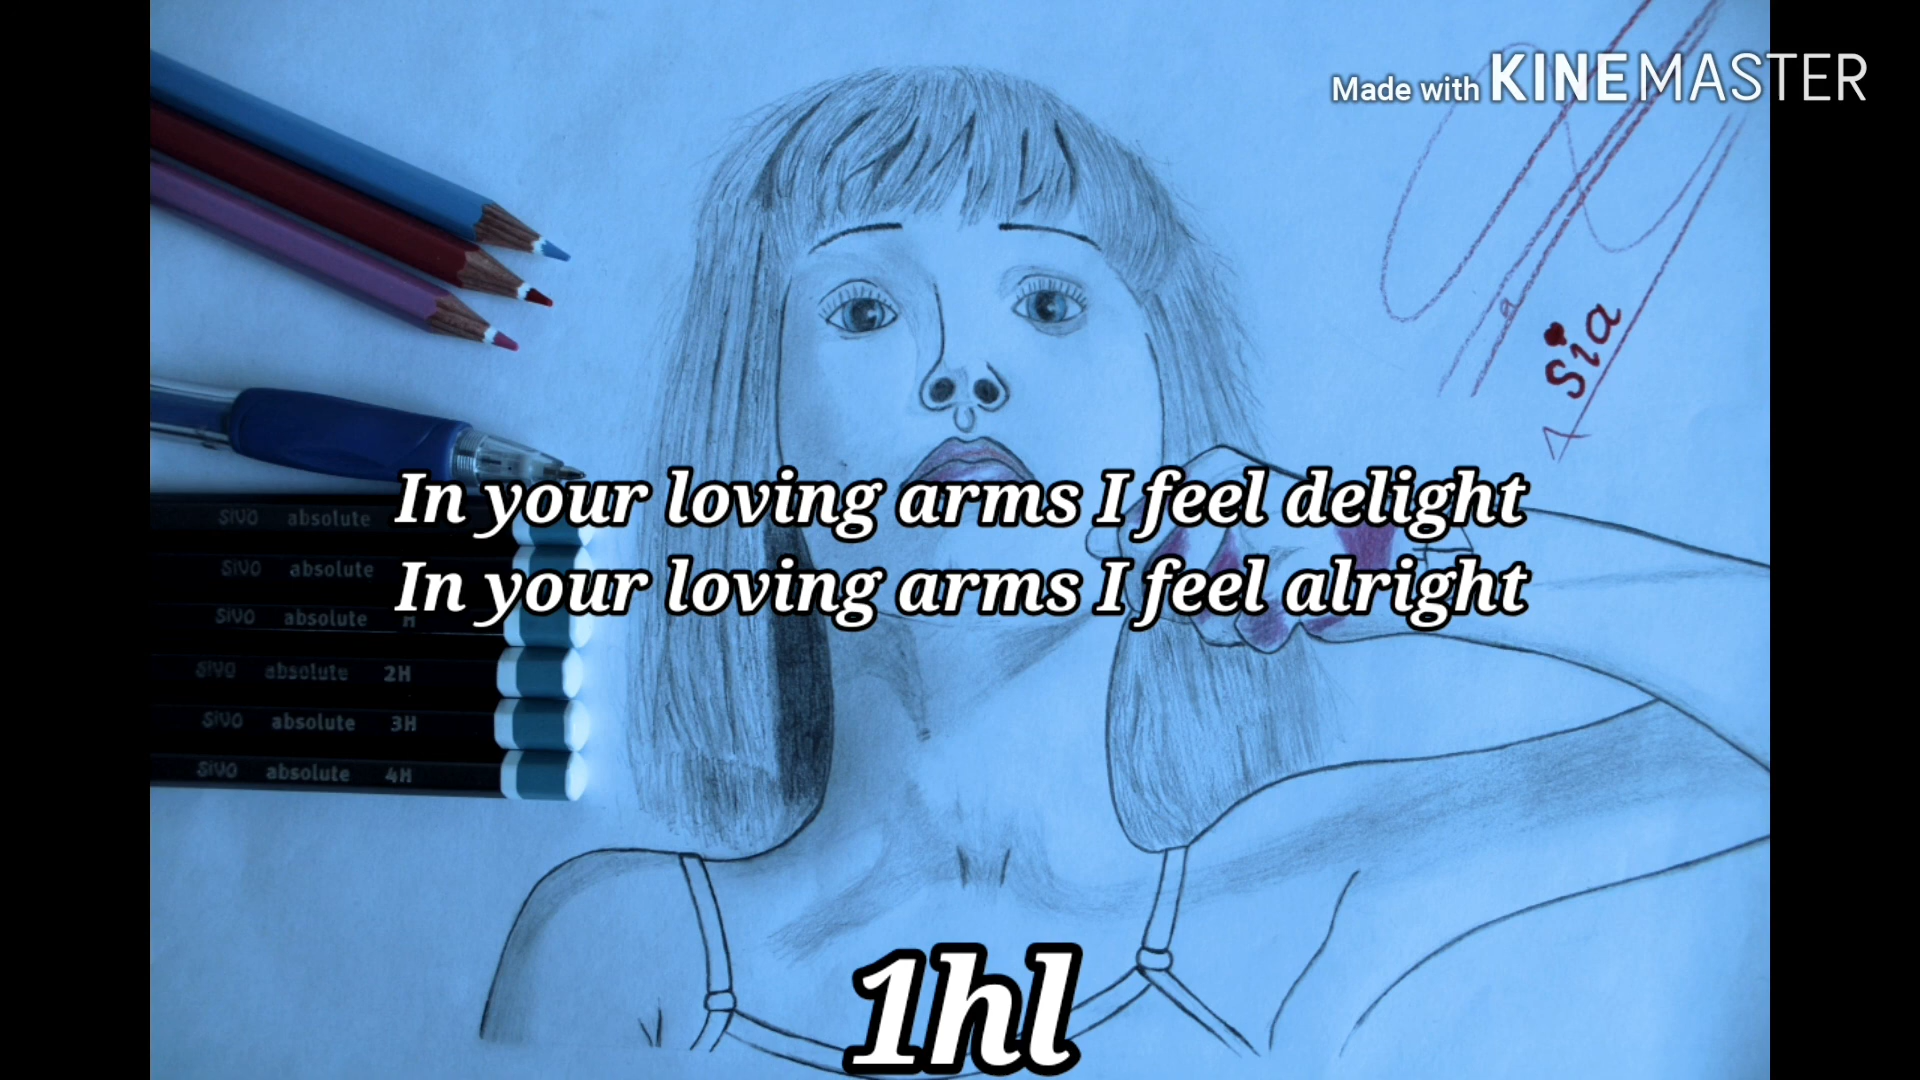 Made with KINEMASTER
Sia
In your loving arms I feel delight
In your loving arms I feel alright
SIVO absolute
SIVO absolute
SIVO absolute H
SIVO absolute 2H
SIVO absolute 3H
SIVO absolute 4H
1hl